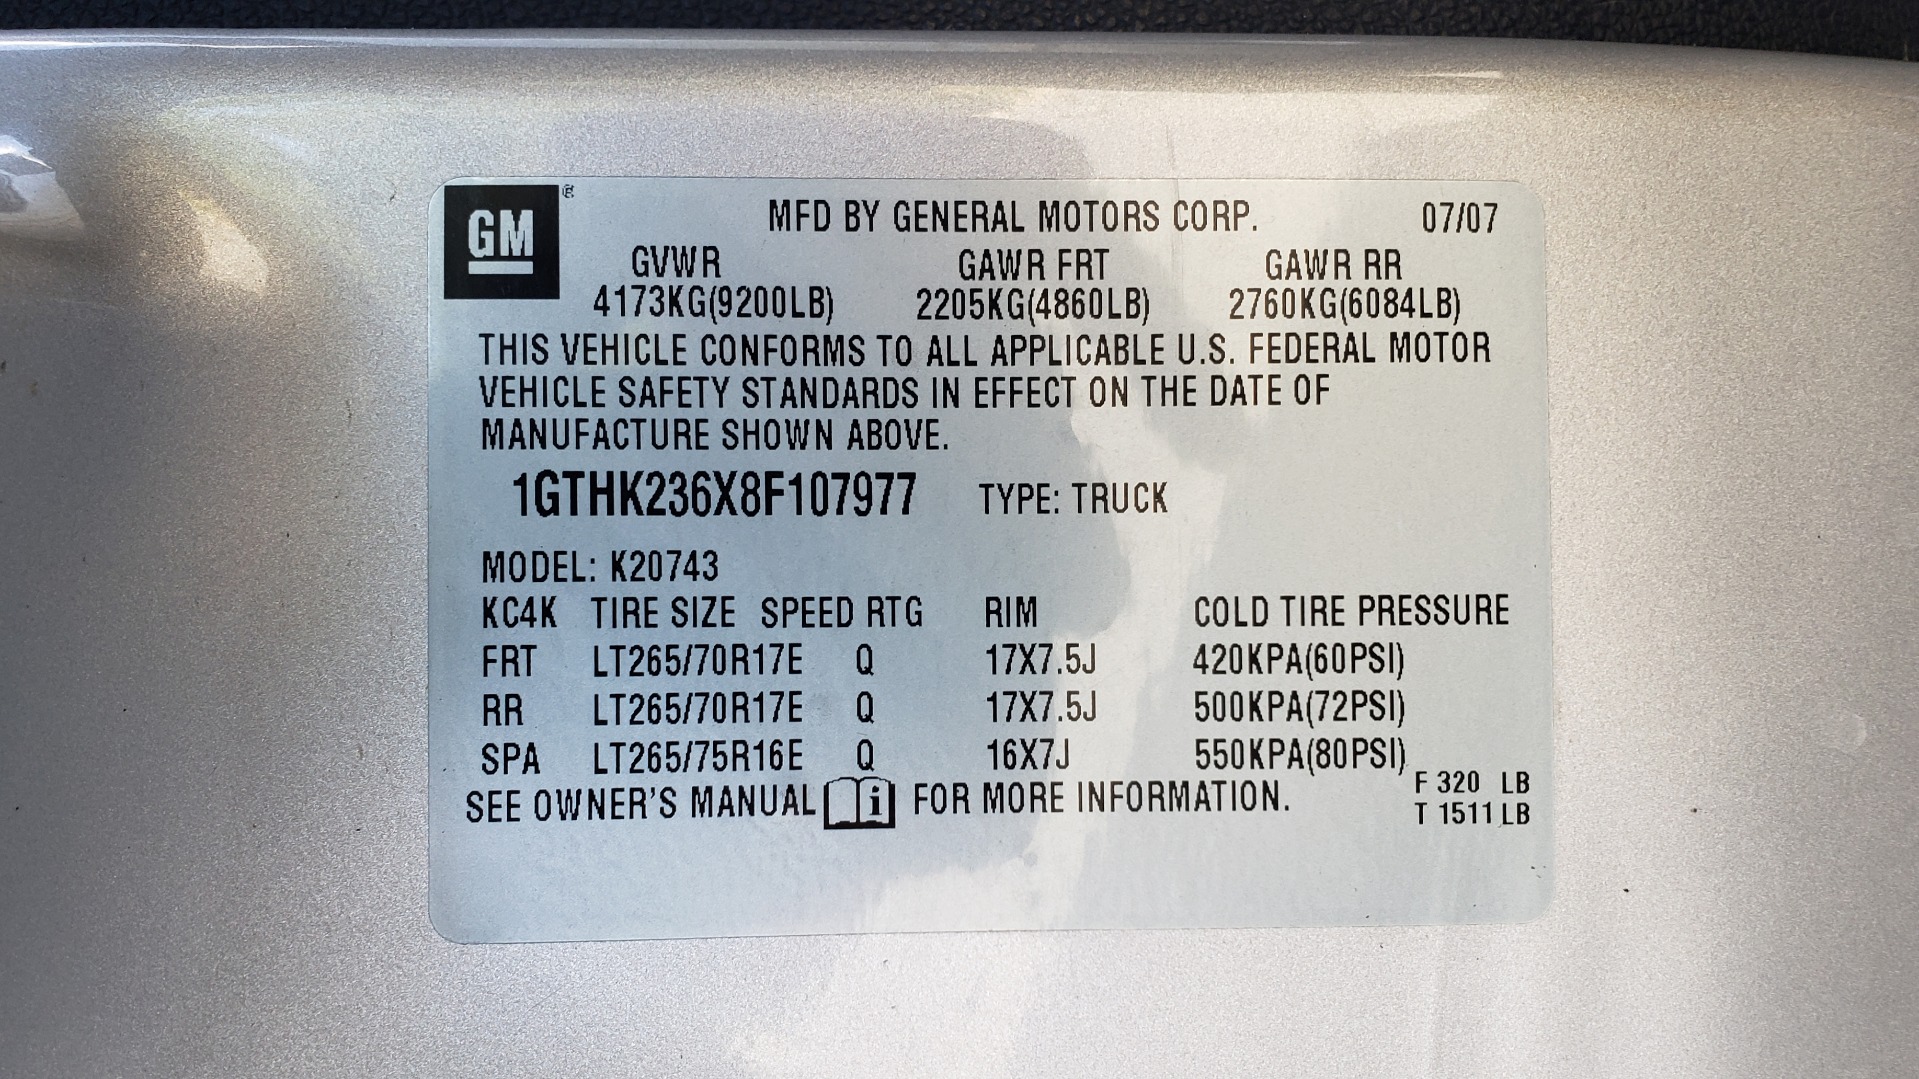 GM ®
MFD BY GENERAL MOTORS CORP. 07/07
GVWR GAWR FRT GAWR RR
4173KG(9200LB) 2205KG(4860LB) 2760KG(6084LB)
THIS VEHICLE CONFORMS TO ALL APPLICABLE U.S. FEDERAL MOTOR
VEHICLE SAFETY STANDARDS IN EFFECT ON THE DATE OF
MANUFACTURE SHOWN ABOVE.
1GTHK236X8F107977 TYPE: TRUCK
MODEL: K20743
KC4K TIRE SIZE SPEED RTG RIM COLD TIRE PRESSURE
FRT LT265/70R17E Q 17X7.5J 420KPA(60PSI)
RR LT265/70R17E Q 17X7.5J 500KPA(72PSI)
SPA LT265/75R16E Q 16X7J 550KPA(80PSI)
SEE OWNER'S MANUAL i FOR MORE INFORMATION.
F 320 LB
T 1511 LB